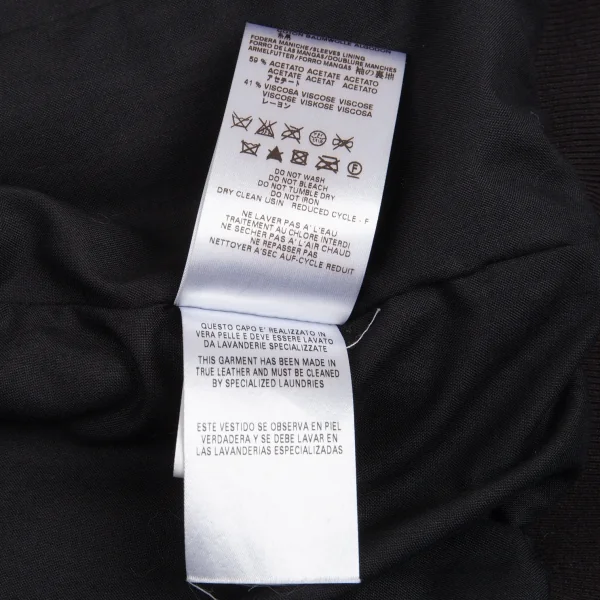 BAUMWOLLE ALGODON
FODERA MANICHE/SLEEVES LINING
FORRO DE LAS MANGAS/DOUBLURE MANCHES
ARMELFUTTER/FORRO MANGAS 袖の裏地
59 % ACETATO ACETATE ACETATO
ACETATE ACETAT ACETATO
アセテート
41 % VISCOSA VISCOSE VISCOSE
VISCOSE VISKOSE VISCOSA
レーヨン
F
DO NOT WASH
DO NOT BLEACH
DO NOT TUMBLE DRY
DO NOT IRON
DRY CLEAN USIN REDUCED CYCLE - F
NE LAVER PAS A' L'EAU
TRAITEMENT AU CHLORE INTERDI
NE SECHER PAS A' L'AIR CHAUD
NE REPASSER PAS
NETTOYER A'SEC AUF-CYCLE REDUIT
QUESTO CAPO E' REALIZZATO IN
VERA PELLE E DEVE ESSERE LAVATO
DA LAVANDERIE SPECIALIZZATE
THIS GARMENT HAS BEEN MADE IN
TRUE LEATHER AND MUST BE CLEANED
BY SPECIALIZED LAUNDRIES
ESTE VESTIDO SE OBSERVA EN PIEL
VERDADERA Y SE DEBE LAVAR EN
LAS LAVANDERIAS ESPECIALIZADAS